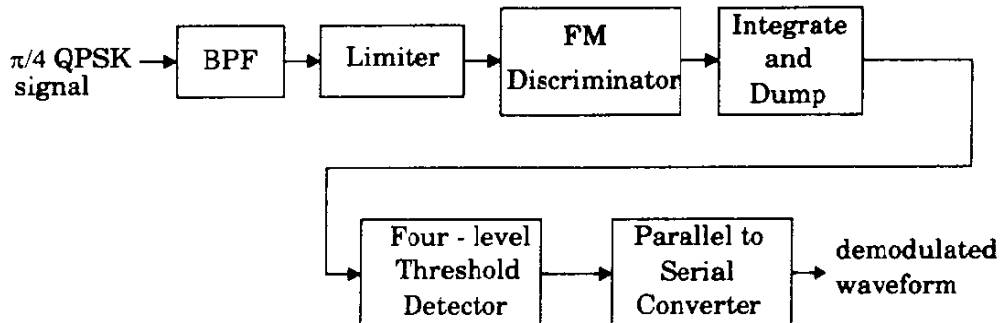 π/4 QPSK
signal
BPF
Limiter
FM
Discriminator
Integrate
and
Dump
Four - level
Threshold
Detector
Parallel to
Serial
Converter
demodulated
waveform